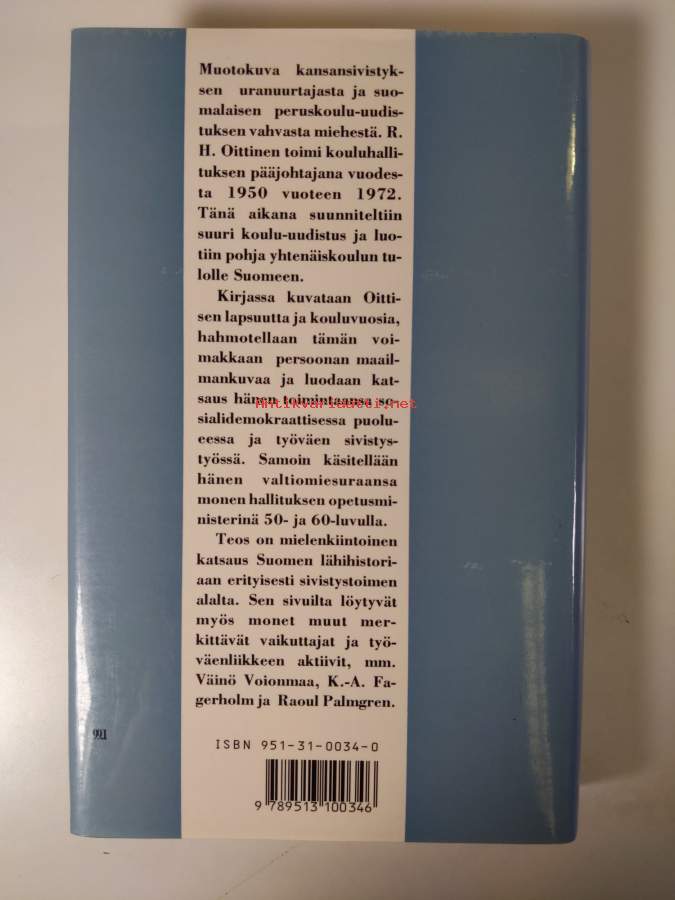 Muotokuva kansansivistyk-
sen uranuurtajasta ja suo-
malaisen peruskoulu-uudis-
tuksen vahvasta miehestä. R.
H. Oittinen toimi kouluhalli-
tuksen pääjohtajana vuodes-
ta 1950 vuoteen 1972.
Tänä aikana suunniteltiin
suuri koulu-uudistus ja luo-
tiin pohja yhtenäiskoulun tu-
lolle Suomeen.
Kirjassa kuvataan Oitti-
sen lapsuutta ja kouluvuosia,
hahmotellaan tämän voi-
makkaan persoonan maail-
mankuvaa ja luodaan kat-
saus hänen toimintaansa so-
Antikvariaatti.net
sialidemokraattisessa puolu-
eessa ja työväen sivistys-
työssä. Samoin käsitellään
hänen valtiomiesuraansa
monen hallituksen opetusmi-
nisterinä 50- ja 60-luvulla.
Teos on mielenkiintoinen
katsaus Suomen lähihistori-
aan erityisesti sivistystoimen
alalta. Sen sivuilta löytyvät
myös monet muut mer-
kittävät vaikuttajat ja työ-
väenliikkeen aktiivit, mm.
Väinö Voionmaa, K.-A. Fa-
gerholm ja Raoul Palmgren.
ISBN 951-31-0034-0
9 789513 100346